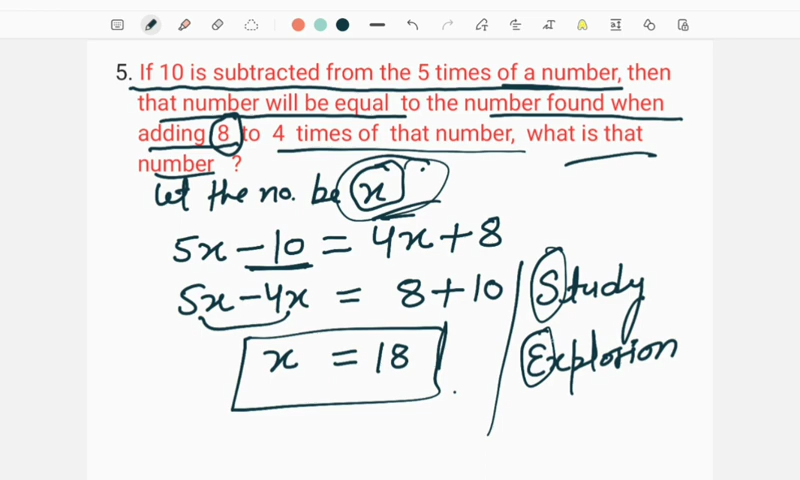 5. If 10 is subtracted from the 5 times of a number, then
that number will be equal to the number found when
adding 8 to 4 times of that number, what is that
number ?
Let the no. be x
5x - 10 = 4x + 8
5x - 4x = 8 + 10
x = 18
Study
Explosion